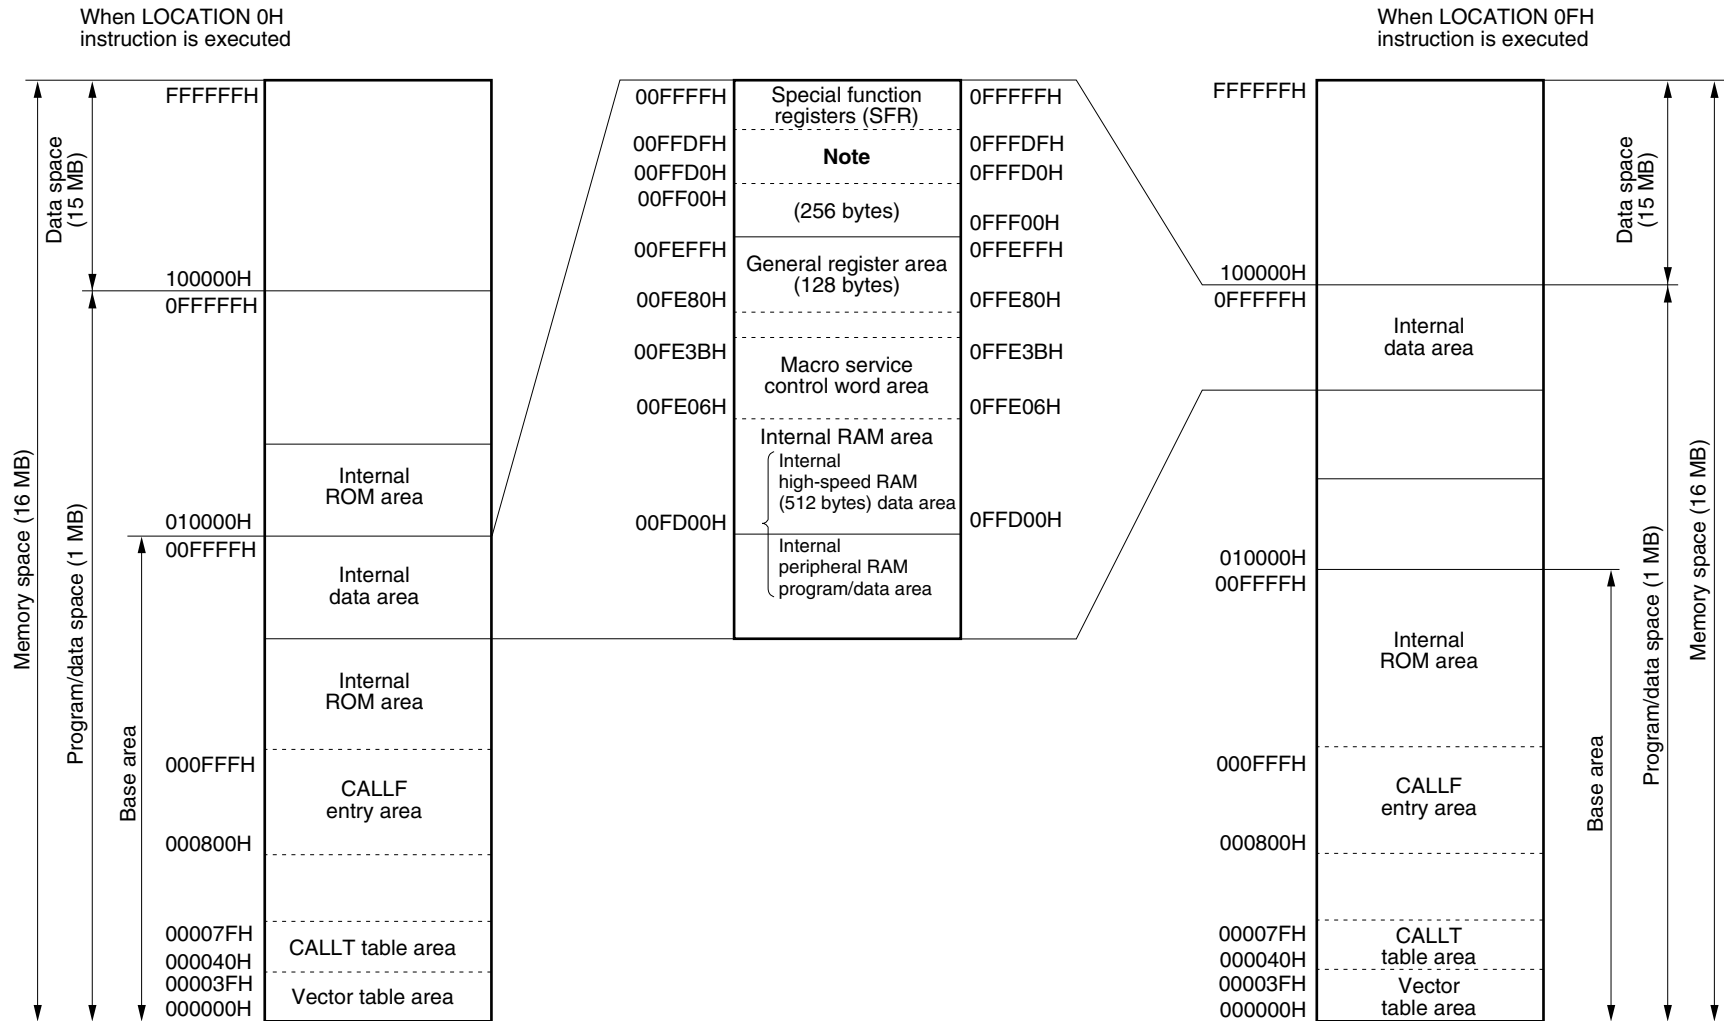 When LOCATION 0H
instruction is executed
Memory space (16 MB)
Data space
(15 MB)
Program/data space (1 MB)
Base area
FFFFFFH
100000H
0FFFFFH
Internal
ROM area
010000H
00FFFFH
Internal
data area
Internal
ROM area
000FFFH
CALLF
entry area
000800H
00007FH
CALLT table area
000040H
00003FH
Vector table area
000000H
00FFFFH
Special function
registers (SFR)
0FFFFFH
00FFDFH
Note
0FFFDFH
00FFD0H
0FFFD0H
00FF00H
(256 bytes)
0FFF00H
00FEFFH
General register area
(128 bytes)
0FFEFFH
00FE80H
0FFE80H
00FE3BH
Macro service
control word area
0FFE3BH
00FE06H
0FFE06H
Internal RAM area
Internal
high-speed RAM
(512 bytes) data area
00FD00H
0FFD00H
Internal
peripheral RAM
program/data area
When LOCATION 0FH
instruction is executed
FFFFFFH
100000H
0FFFFFH
Internal
data area
010000H
00FFFFH
Internal
ROM area
000FFFH
CALLF
entry area
000800H
00007FH
CALLT
table area
000040H
00003FH
Vector
table area
000000H
Data space
(15 MB)
Base area
Program/data space (1 MB)
Memory space (16 MB)